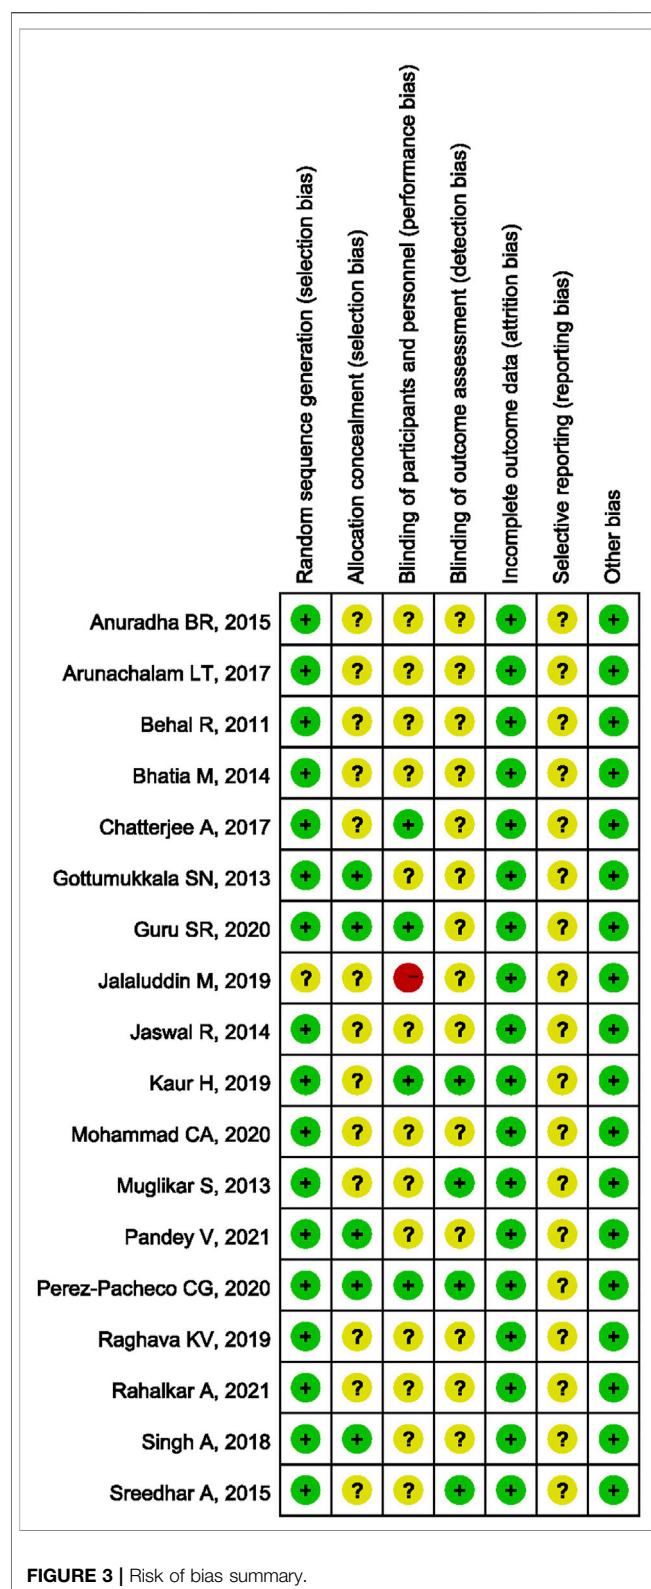 Random sequence generation (selection bias)
Allocation concealment (selection bias)
Blinding of participants and personnel (performance bias)
Blinding of outcome assessment (detection bias)
Incomplete outcome data (attrition bias)
Selective reporting (reporting bias)
Other bias
Anuradha BR, 2015 + ? ? ? + ? +
Arunachalam LT, 2017 + ? ? ? + ? +
Behal R, 2011 + ? ? ? + ? +
Bhatia M, 2014 + ? ? ? + ? +
Chatterjee A, 2017 + ? + ? + ? +
Gottumukkala SN, 2013 + + ? ? + ? +
Guru SR, 2020 + + + ? + ? +
Jalaluddin M, 2019 ? ? − ? + ? +
Jaswal R, 2014 + ? ? ? + ? +
Kaur H, 2019 + ? + + + ? +
Mohammad CA, 2020 + ? ? ? + ? +
Muglikar S, 2013 + ? ? + + ? +
Pandey V, 2021 + + ? ? + ? +
Perez-Pacheco CG, 2020 + + + + + ? +
Raghava KV, 2019 + ? ? ? + ? +
Rahalkar A, 2021 + ? ? ? + ? +
Singh A, 2018 + + ? ? + ? +
Sreedhar A, 2015 + ? ? + + ? +
FIGURE 3 | Risk of bias summary.